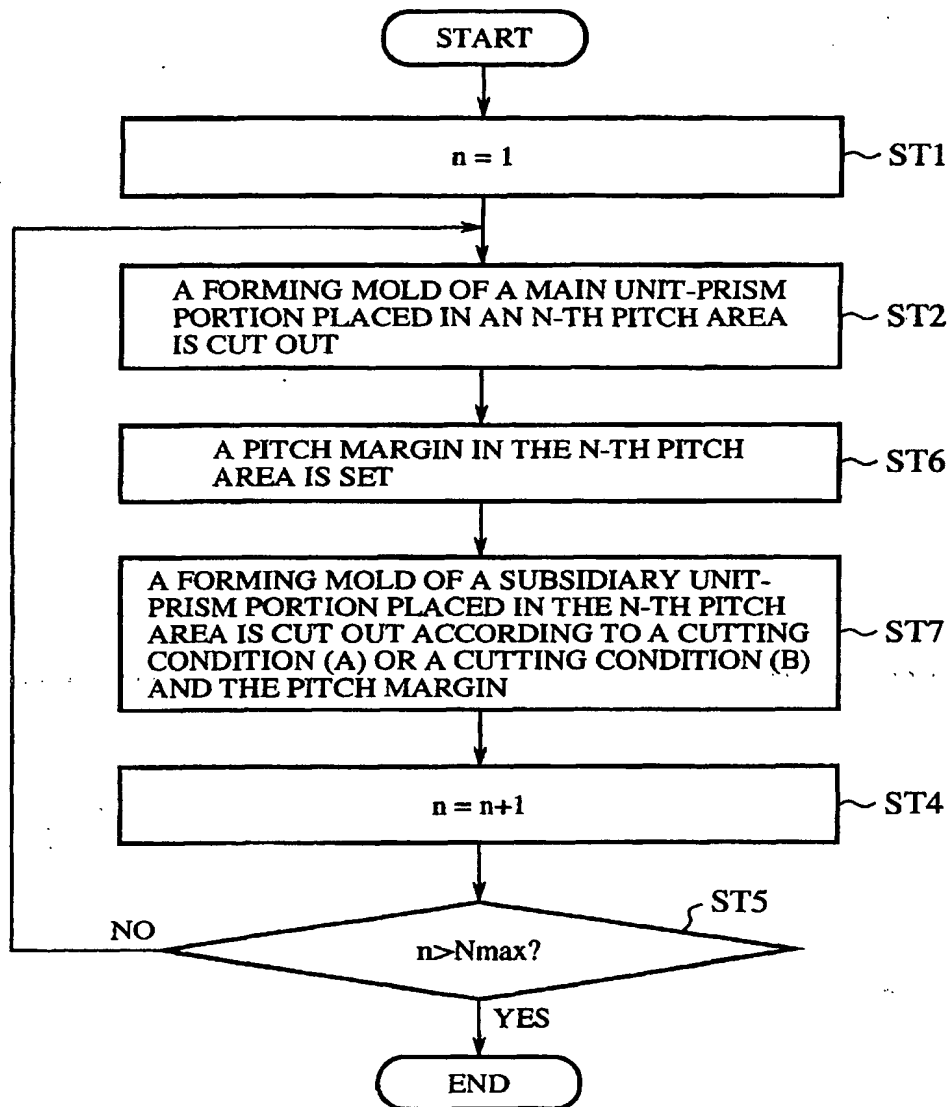 START
n = 1
ST1
A FORMING MOLD OF A MAIN UNIT-PRISM
PORTION PLACED IN AN N-TH PITCH AREA
IS CUT OUT
ST2
A PITCH MARGIN IN THE N-TH PITCH
AREA IS SET
ST6
A FORMING MOLD OF A SUBSIDIARY UNIT-
PRISM PORTION PLACED IN THE N-TH PITCH
AREA IS CUT OUT ACCORDING TO A CUTTING
CONDITION (A) OR A CUTTING CONDITION (B)
AND THE PITCH MARGIN
ST7
n = n+1
ST4
ST5
NO
n>Nmax?
YES
END